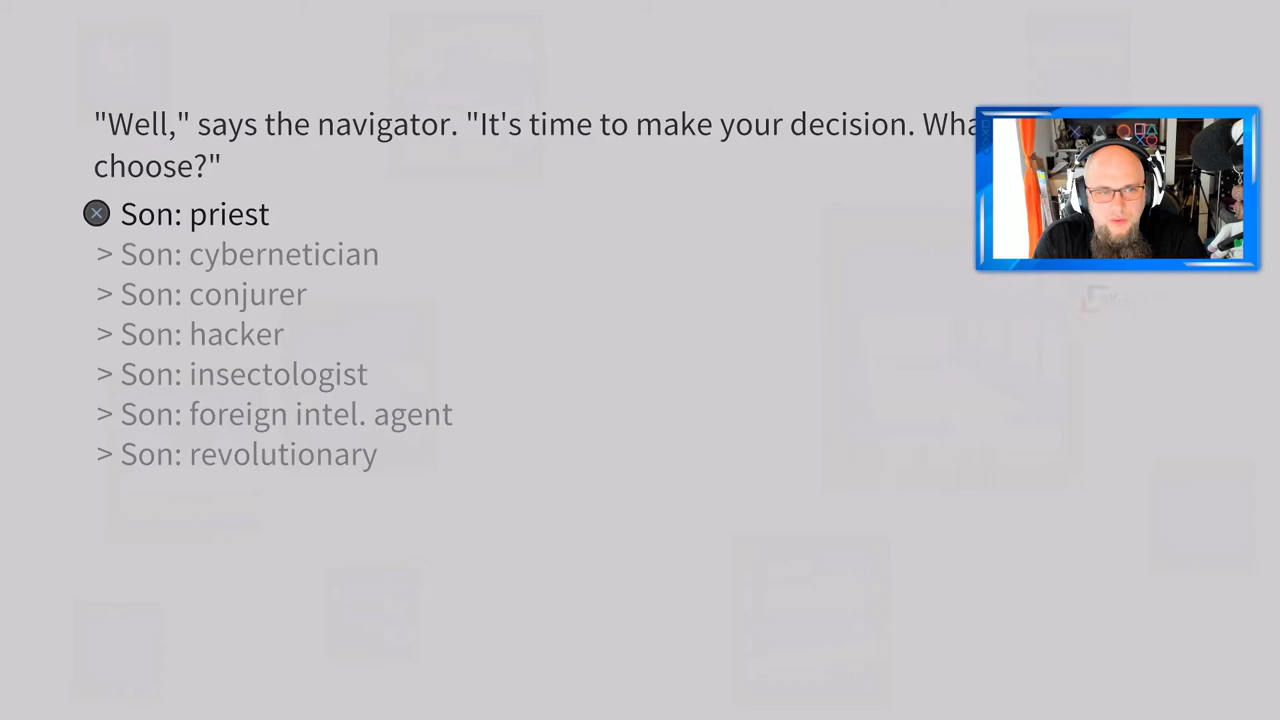 "Well," says the navigator. "It's time to make your decision.
choose?"
Son: priest
> Son: cybernetician
> Son: conjurer
> Son: hacker
> Son: insectologist
> Son: foreign intel. agent
> Son: revolutionary